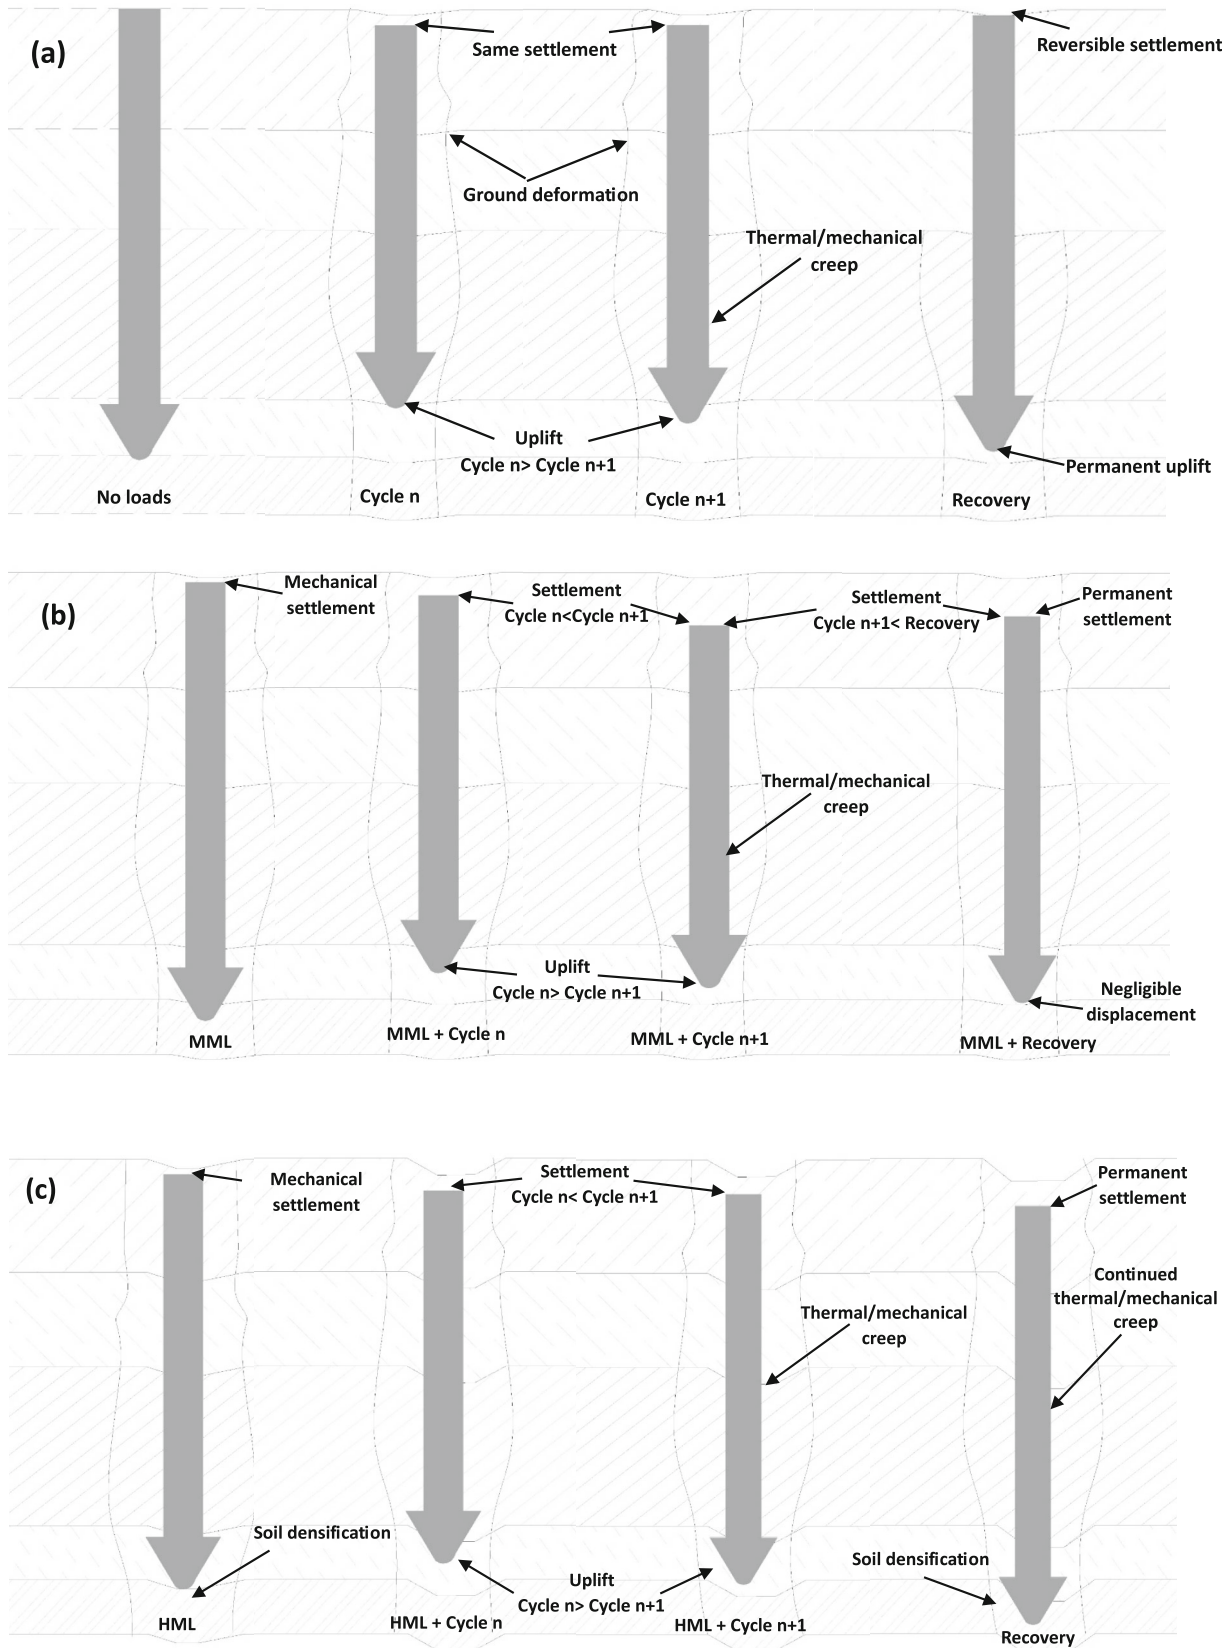 (a)
Same settlement
Reversible settlement
Ground deformation
Thermal/mechanical
creep
Uplift
Cycle n> Cycle n+1
Permanent uplift
No loads
Cycle n
Cycle n+1
Recovery
(b)
Mechanical
settlement
Settlement
Cycle n<Cycle n+1
Settlement
Cycle n+1< Recovery
Permanent
settlement
Thermal/mechanical
creep
Uplift
Cycle n> Cycle n+1
Negligible
displacement
MML
MML + Cycle n
MML + Cycle n+1
MML + Recovery
(c)
Mechanical
settlement
Settlement
Cycle n< Cycle n+1
Permanent
settlement
Thermal/mechanical
creep
Continued
thermal/mechanical
creep
Soil densification
Uplift
Cycle n> Cycle n+1
Soil densification
HML
HML + Cycle n
HML + Cycle n+1
Recovery